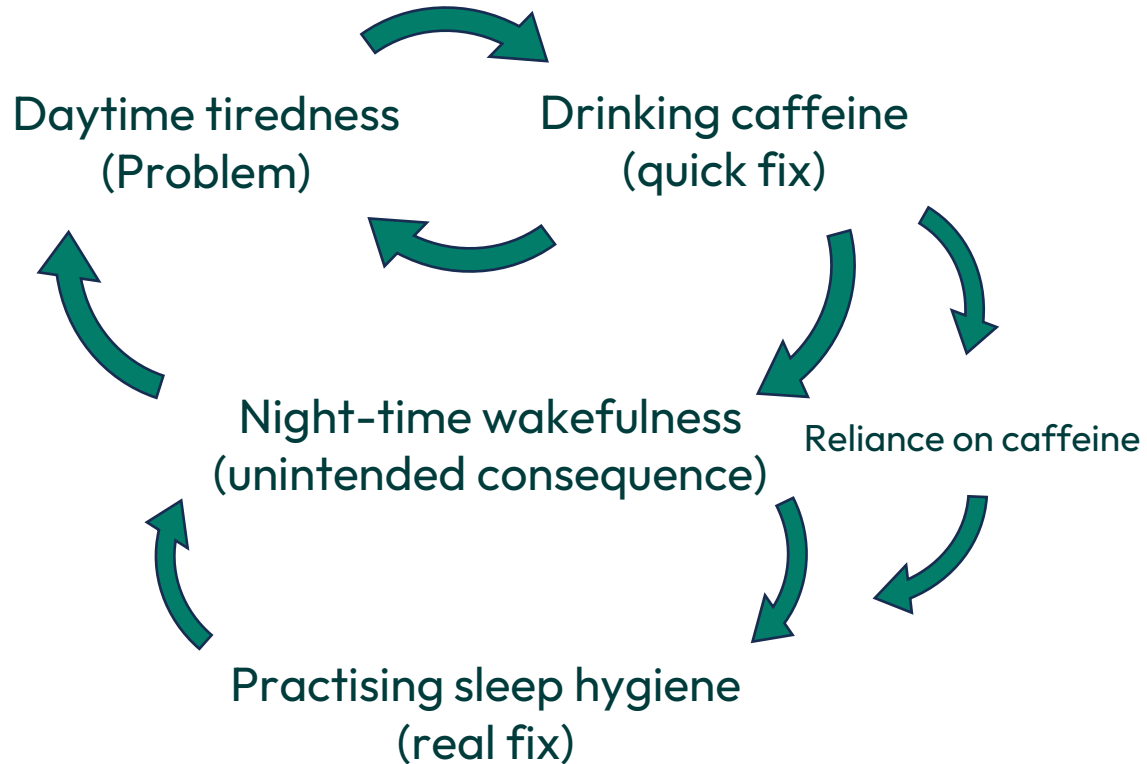 Daytime tiredness
(Problem)
Drinking caffeine
(quick fix)
Night-time wakefulness
(unintended consequence)
Reliance on caffeine
Practising sleep hygiene
(real fix)